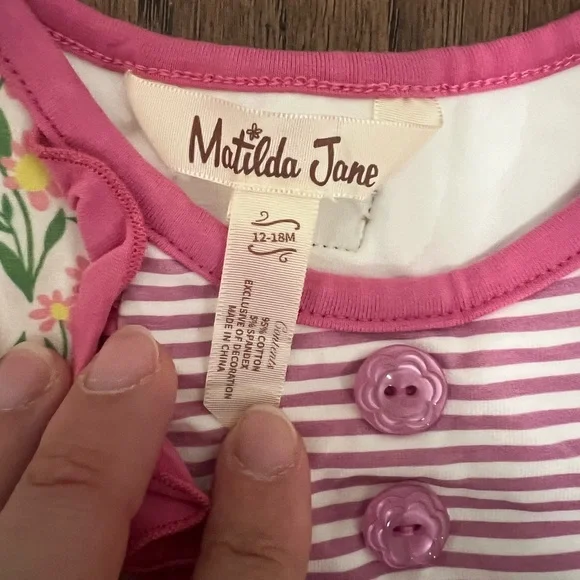 Matilda Jane
12-18M
Contents
95% COTTON
5% SPANDEX
EXCLUSIVE OF DECORATION
MADE IN CHINA